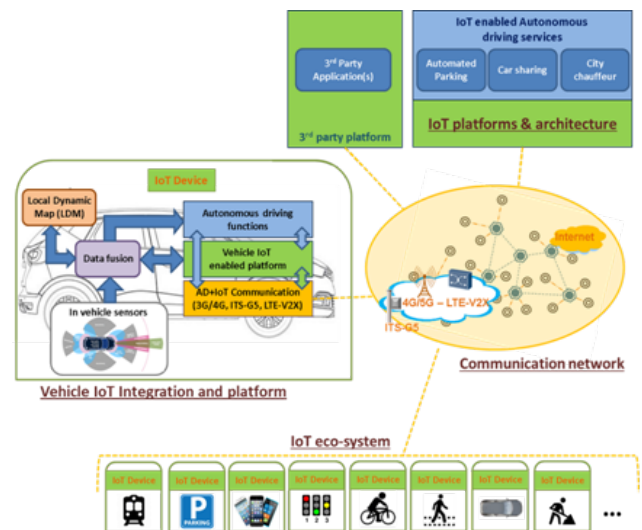 3rd Party
Application(s)
3rd party platform
IoT enabled Autonomous
driving services
Automated
Parking
Car sharing
City
chauffeur
IoT platforms & architecture
IoT Device
Local Dynamic
Map (LDM)
Autonomous driving
functions
Data fusion
Vehicle IoT
enabled platform
AD+IoT Communication
(3G/4G, ITS-G5, LTE-V2X)
In vehicle sensors
Vehicle IoT Integration and platform
Internet
4G/5G – LTE-V2X
ITS-G5
Communication network
IoT eco-system
IoT Device
IoT Device
IoT Device
IoT Device
IoT Device
IoT Device
IoT Device
IoT Device
P
PARKING
1 2 3
...